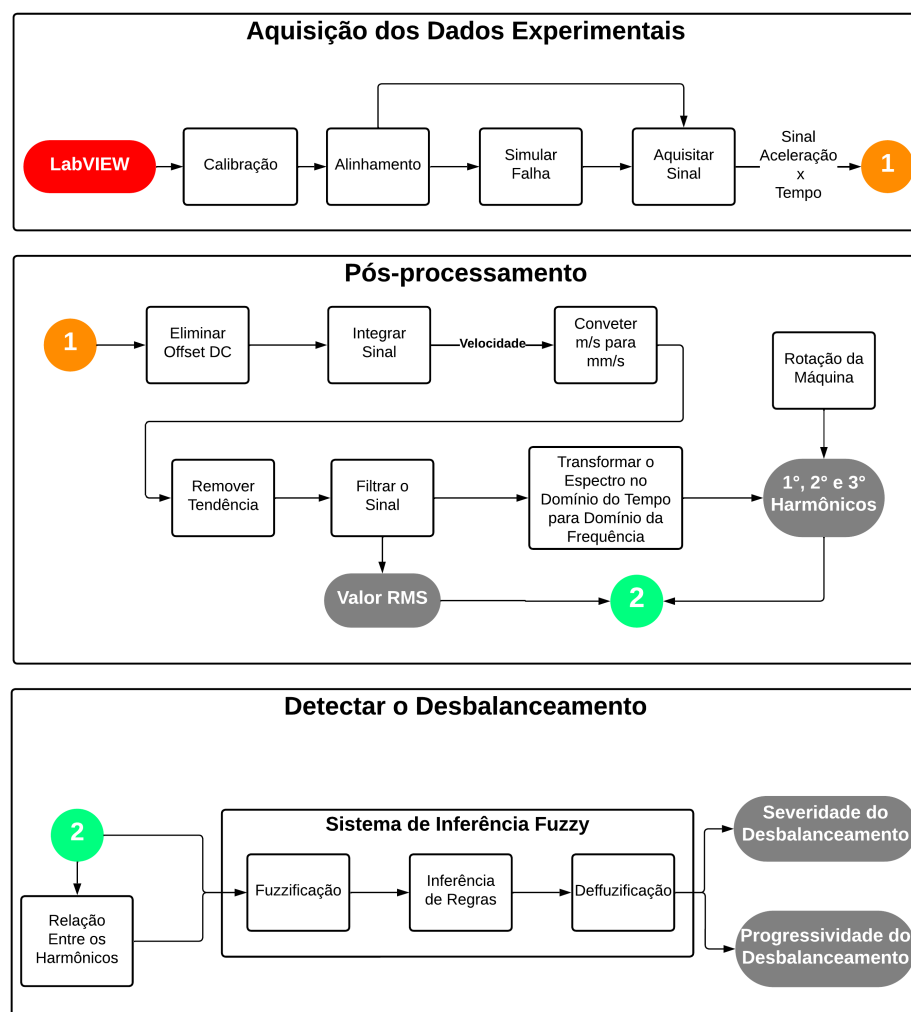 Aquisição dos Dados Experimentais
LabVIEW
Calibração
Alinhamento
Simular
Falha
Aquisitar
Sinal
Sinal
Aceleração
x
Tempo
1
Pós-processamento
1
Eliminar
Offset DC
Integrar
Sinal
Velocidade
Conveter
m/s para
mm/s
Rotação da
Máquina
Remover
Tendência
Filtrar o
Sinal
Transformar o
Espectro no
Domínio do Tempo
para Domínio da
Frequência
1°, 2° e 3°
Harmônicos
Valor RMS
2
Detectar o Desbalanceamento
2
Relação
Entre os
Harmônicos
Sistema de Inferência Fuzzy
Fuzzificação
Inferência
de Regras
Deffuzificação
Severidade do
Desbalanceamento
Progressividade do
Desbalanceamento